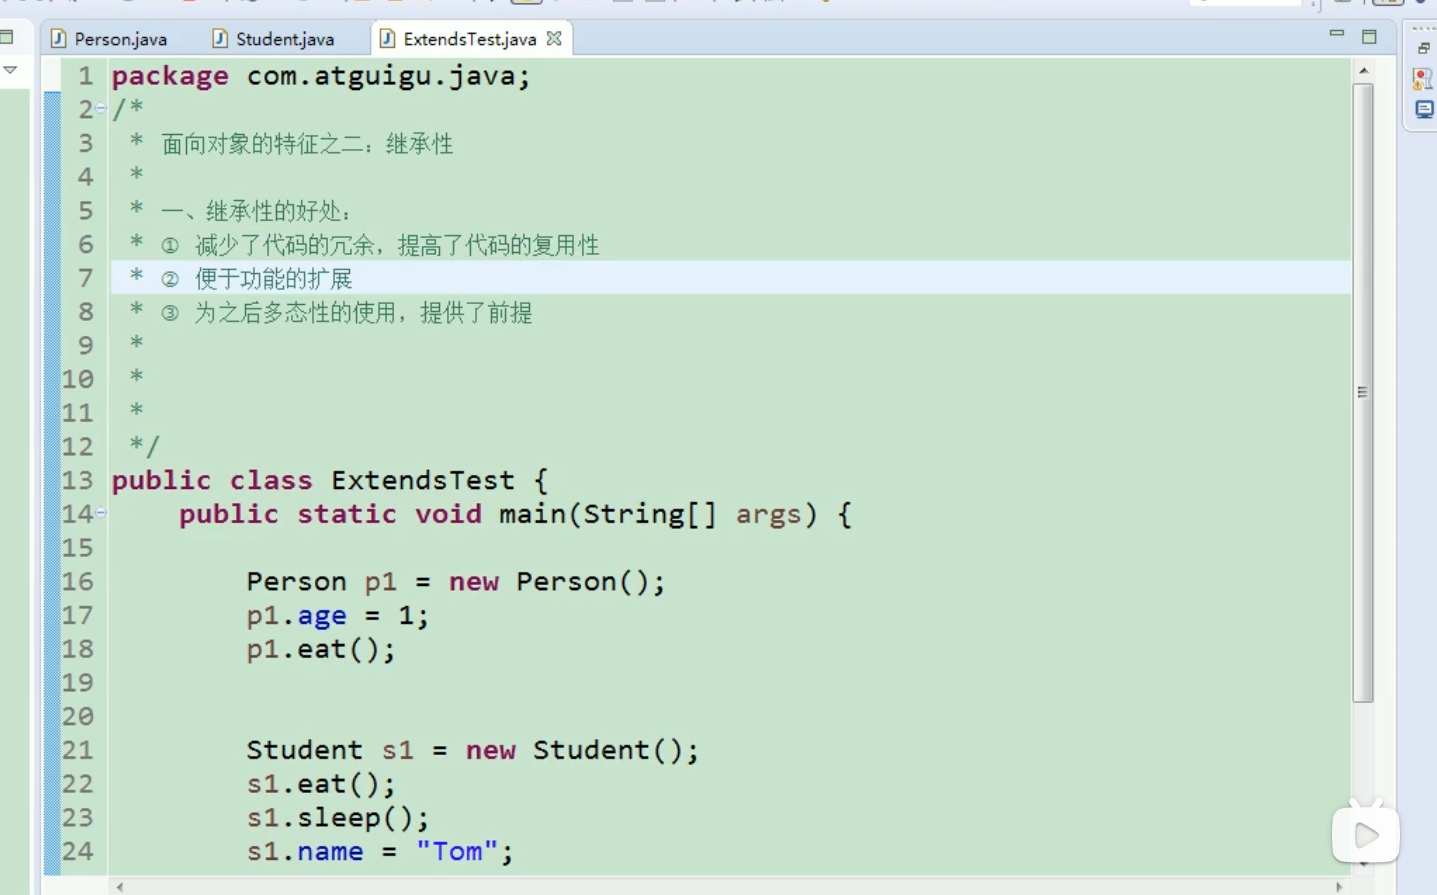 Person.java Student.java ExtendsTest.java
1 package com.atguigu.java;
2 /*
3 * 面向对象的特征之二：继承性
4 *
5 * 一、继承性的好处：
6 * ① 减少了代码的冗余，提高了代码的复用性
7 * ② 便于功能的扩展
8 * ③ 为之后多态性的使用，提供了前提
9 *
10 *
11 *
12 */
13 public class ExtendsTest {
14 public static void main(String[] args) {
15
16 Person p1 = new Person();
17 p1.age = 1;
18 p1.eat();
19
20
21 Student s1 = new Student();
22 s1.eat();
23 s1.sleep();
24 s1.name = "Tom";